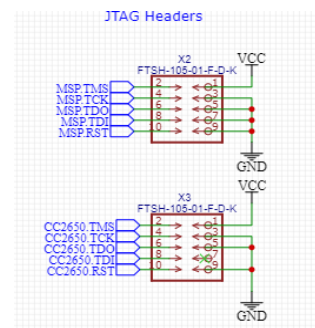 JTAG Headers
X2
VCC
FTSH-105-01-F-D-K
MSP.TMS 2 1
MSP.TCK 4 3
MSP.TDO 6 5
MSP.TDI 8 7
MSP.RST 10 9
GND
VCC
X3
FTSH-105-01-F-D-K
CC2650.TMS 2 1
CC2650.TCK 4 3
CC2650.TDO 6 5
CC2650.TDI 8 7
CC2650.RST 10 9
GND